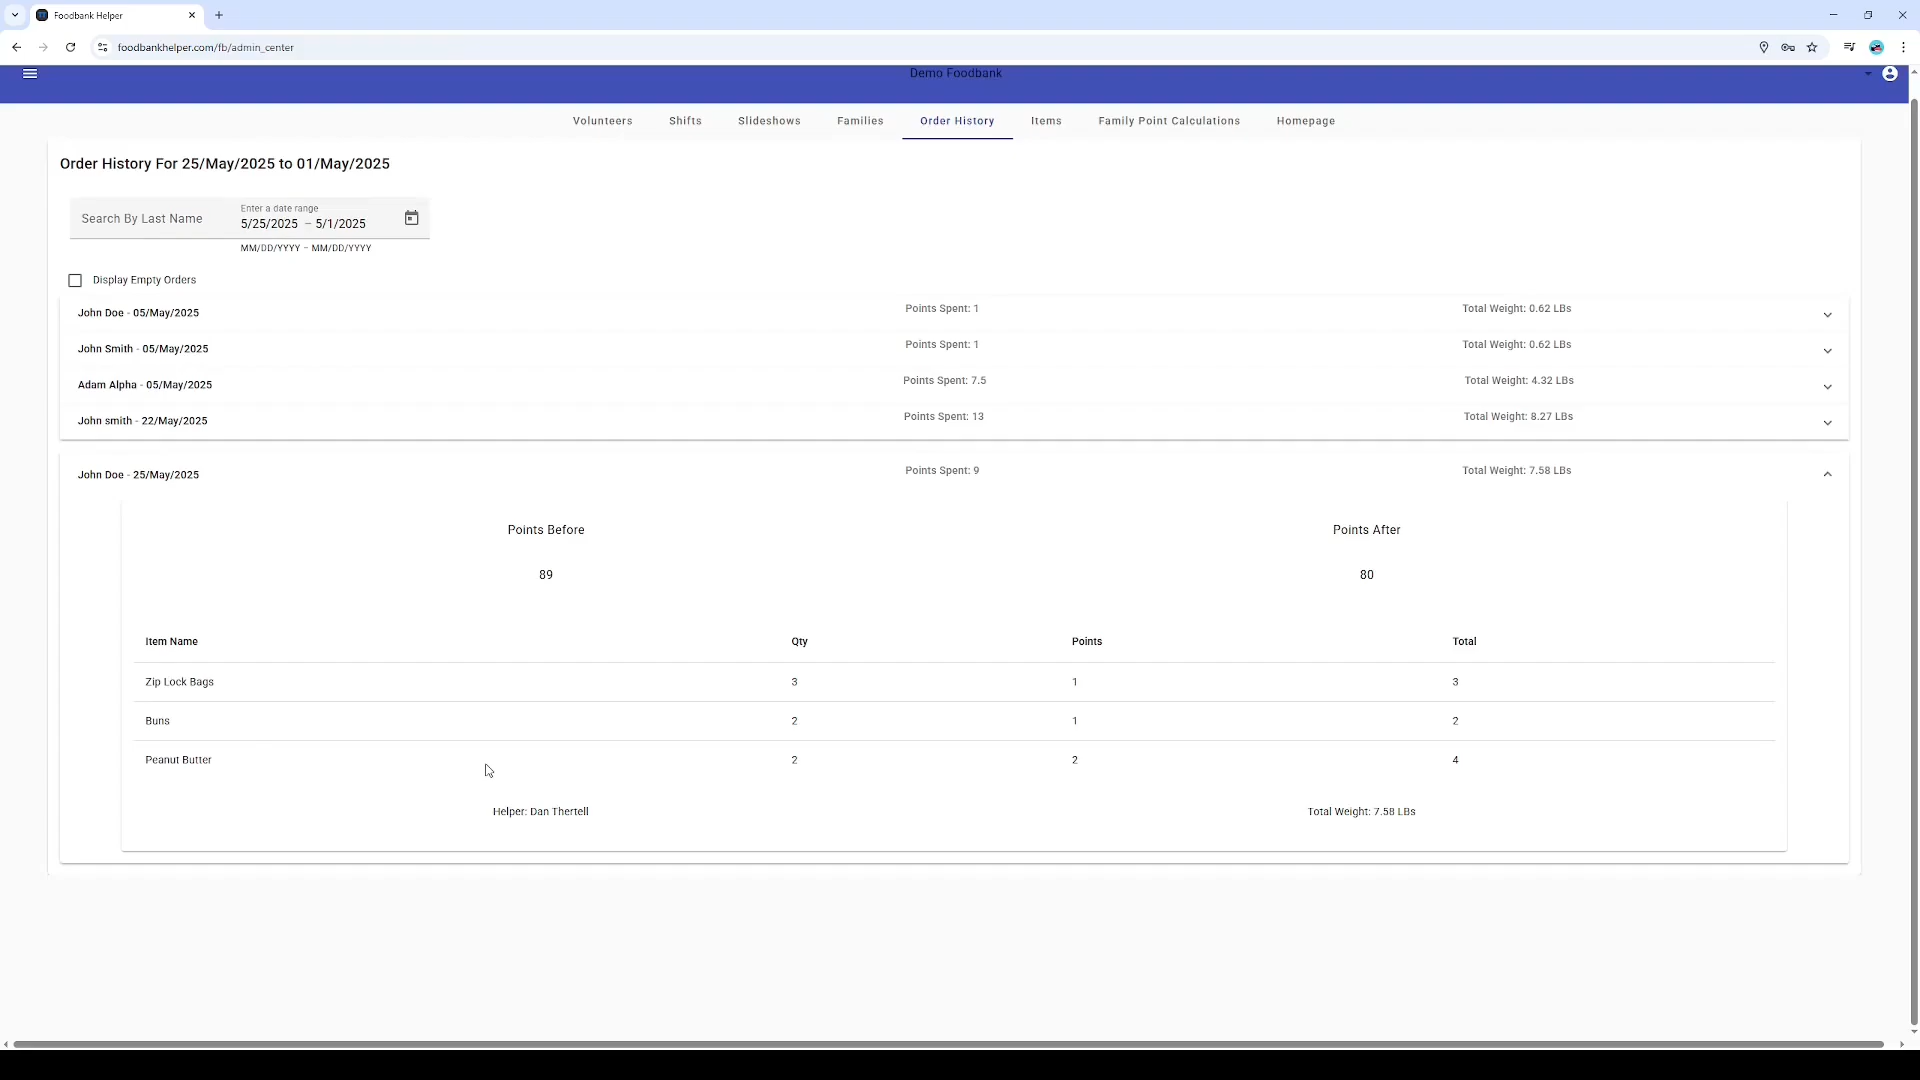 Foodbank Helper
foodbankhelper.com/fb/admin_center
Demo Foodbank
Volunteers Shifts Slideshows Families Order History Items Family Point Calculations Homepage
Order History For 25/May/2025 to 01/May/2025
Enter a date range
Search By Last Name 5/25/2025 – 5/1/2025
MM/DD/YYYY – MM/DD/YYYY
Display Empty Orders
John Doe - 05/May/2025 Points Spent: 1 Total Weight: 0.62 LBs
John Smith - 05/May/2025 Points Spent: 1 Total Weight: 0.62 LBs
Adam Alpha - 05/May/2025 Points Spent: 7.5 Total Weight: 4.32 LBs
John smith - 22/May/2025 Points Spent: 13 Total Weight: 8.27 LBs
John Doe - 25/May/2025 Points Spent: 9 Total Weight: 7.58 LBs
Points Before Points After
89 80
Item Name Qty Points Total
Zip Lock Bags 3 1 3
Buns 2 1 2
Peanut Butter 2 2 4
Helper: Dan Thertell Total Weight: 7.58 LBs